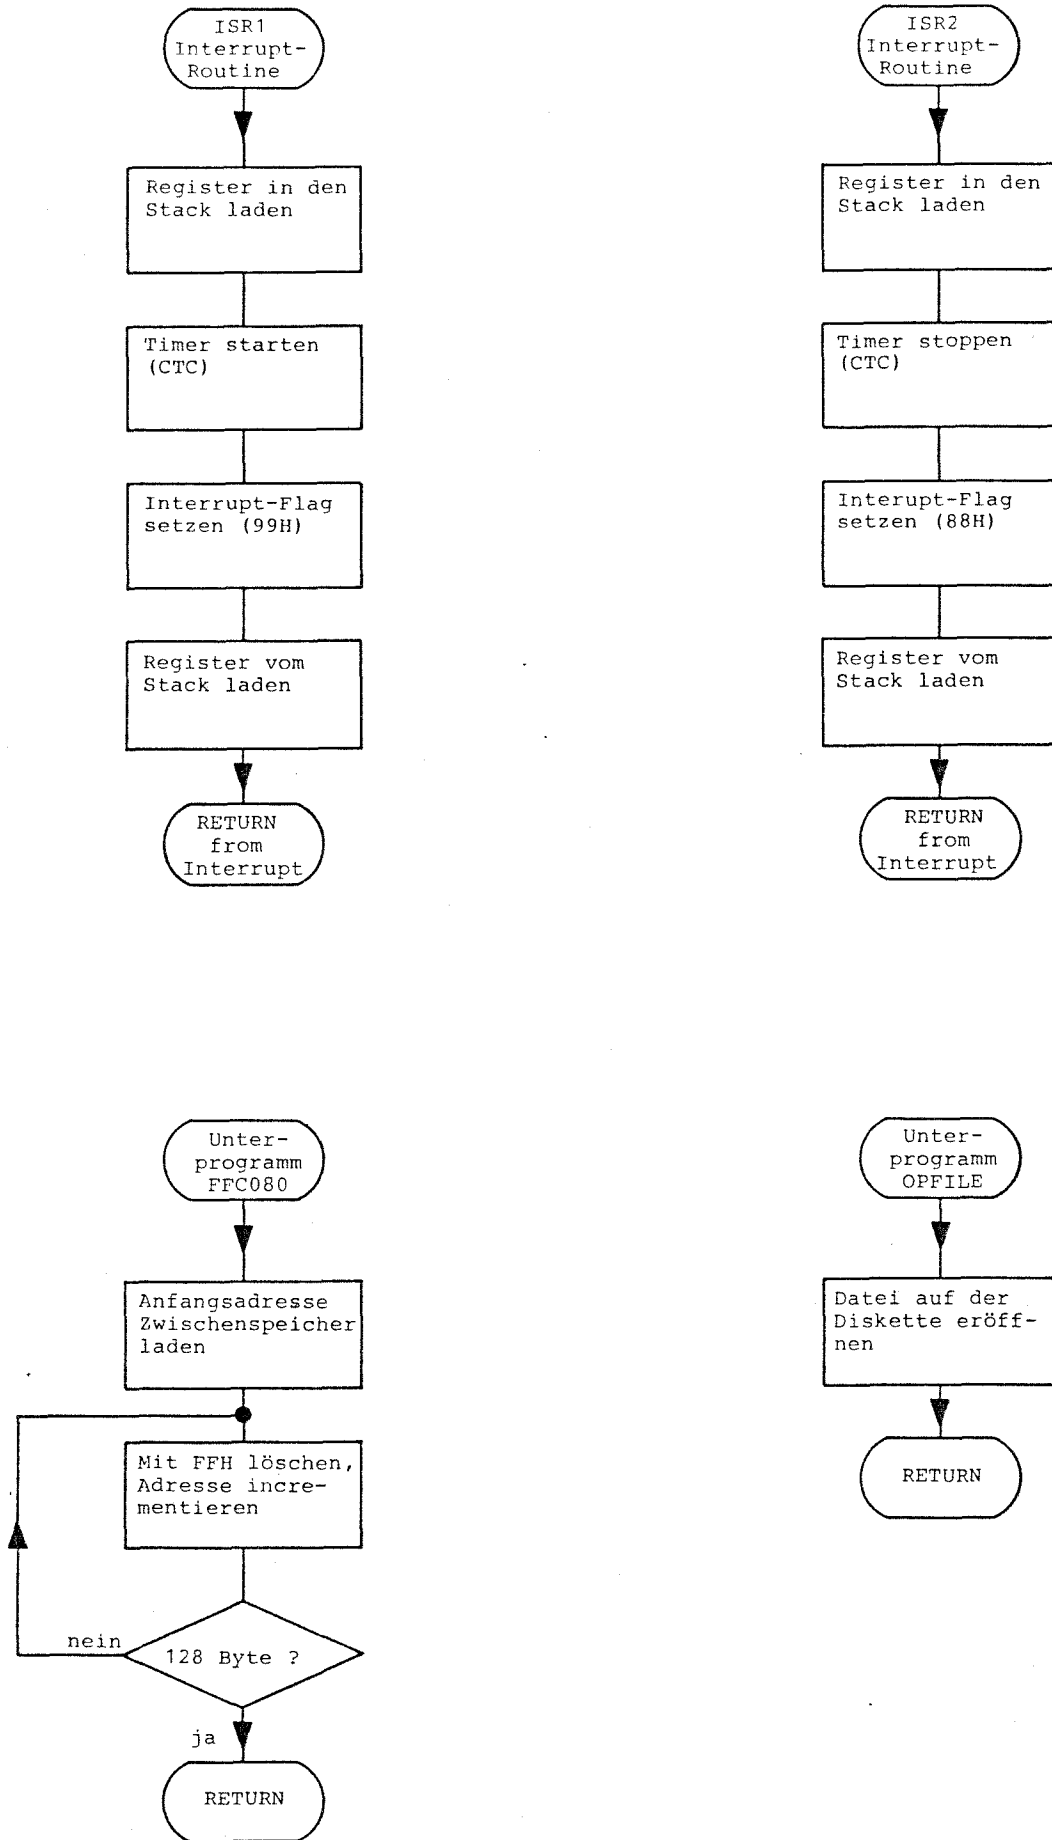 ISR1
Interrupt-
Routine
Register in den
Stack laden
Timer starten
(CTC)
Interrupt-Flag
setzen (99H)
Register vom
Stack laden
RETURN
from
Interrupt
ISR2
Interrupt-
Routine
Register in den
Stack laden
Timer stoppen
(CTC)
Interupt-Flag
setzen (88H)
Register vom
Stack laden
RETURN
from
Interrupt
Unter-
programm
FFC080
Anfangsadresse
Zwischenspeicher
laden
Mit FFH löschen,
Adresse incre-
mentieren
128 Byte ?
nein
ja
RETURN
Unter-
programm
OPFILE
Datei auf der
Diskette eröff-
nen
RETURN